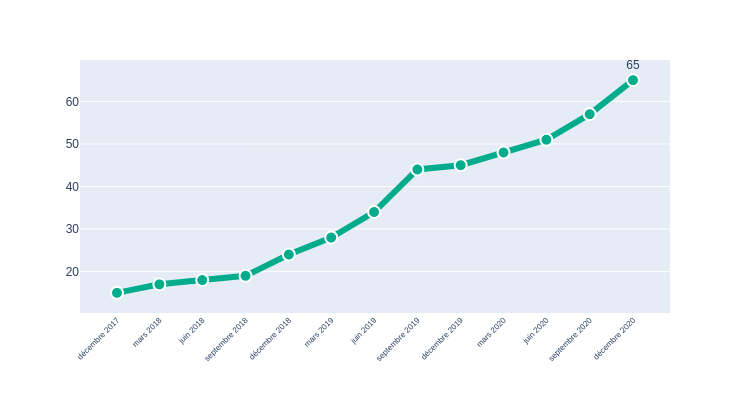 65
60
50
40
30
20
décembre 2017
mars 2018
juin 2018
septembre 2018
décembre 2018
mars 2019
juin 2019
septembre 2019
décembre 2019
mars 2020
juin 2020
septembre 2020
décembre 2020